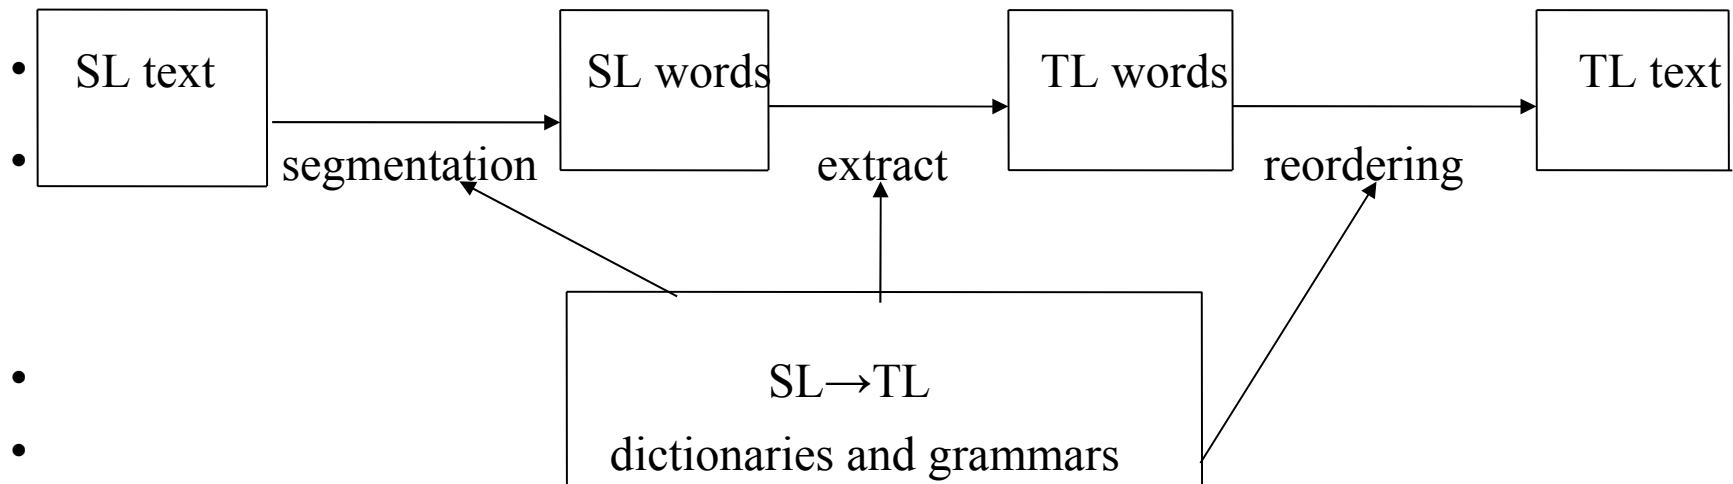 • SL text SL words TL words TL text
• segmentation extract reordering
• SL→TL
• dictionaries and grammars